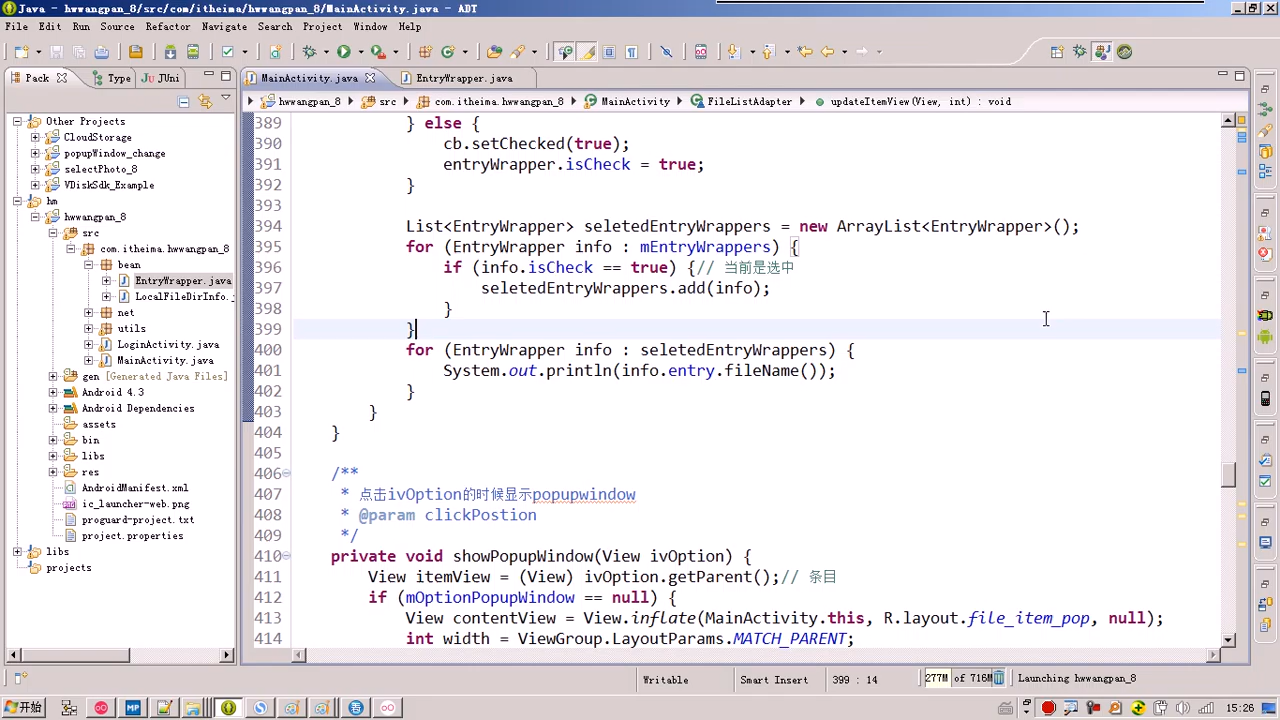 Java - hwwangpan_8/src/com/itheima/hwwangpan_8/MainActivity.java - ADT
File Edit Run Source Refactor Navigate Search Project Window Help
Pack Type JUni
MainActivity.java EntryWrapper.java
hwwangpan_8 src com.itheima.hwwangpan_8 MainActivity FileListAdapter updateItemView(View, int) : void
Other Projects
CloudStorage
popupWindow_change
selectPhoto_8
VDiskSdk_Example
hm
hwwangpan_8
src
com.itheima.hwwangpan_8
bean
EntryWrapper.java
LocalFileDirInfo.j
net
utils
LoginActivity.java
MainActivity.java
gen [Generated Java Files]
Android 4.3
Android Dependencies
assets
bin
libs
res
AndroidManifest.xml
ic_launcher-web.png
proguard-project.txt
project.properties
libs
projects
389 } else {
390 cb.setChecked(true);
391 entryWrapper.isCheck = true;
392 }
393
394 List<EntryWrapper> seletedEntryWrappers = new ArrayList<EntryWrapper>();
395 for (EntryWrapper info : mEntryWrappers) {
396 if (info.isCheck == true) {// 当前是选中
397 seletedEntryWrappers.add(info);
398 }
399 }
400 for (EntryWrapper info : seletedEntryWrappers) {
401 System.out.println(info.entry.fileName());
402 }
403 }
404 }
405
406 /**
407 * 点击ivOption的时候显示popupwindow
408 * @param clickPostion
409 */
410 private void showPopupWindow(View ivOption) {
411 View itemView = (View) ivOption.getParent();// 条目
412 if (mOptionPopupWindow == null) {
413 View contentView = View.inflate(MainActivity.this, R.layout.file_item_pop, null);
414 int width = ViewGroup.LayoutParams.MATCH_PARENT;
Writable Smart Insert 399 : 14 277M of 716M Launching hwwangpan_8
开始 MP 15:26